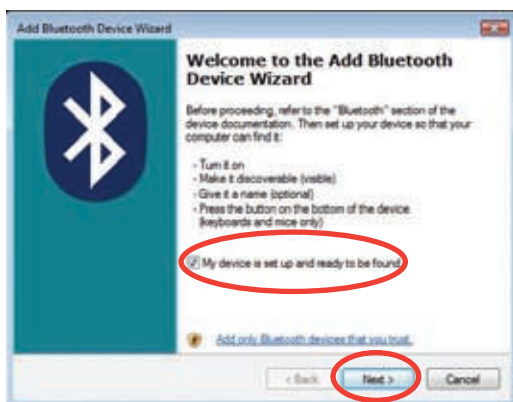 Add Bluetooth Device Wizard
Welcome to the Add Bluetooth
Device Wizard
Before proceeding, refer to the "Bluetooth" section of the
device documentation. Then set up your device so that your
computer can find it:
- Turn it on
- Make it discoverable (visible)
- Give it a name (optional)
- Press the button on the bottom of the device
(keyboards and mice only)
My device is set up and ready to be found.
Add only Bluetooth devices that you trust.
< Back
Next >
Cancel